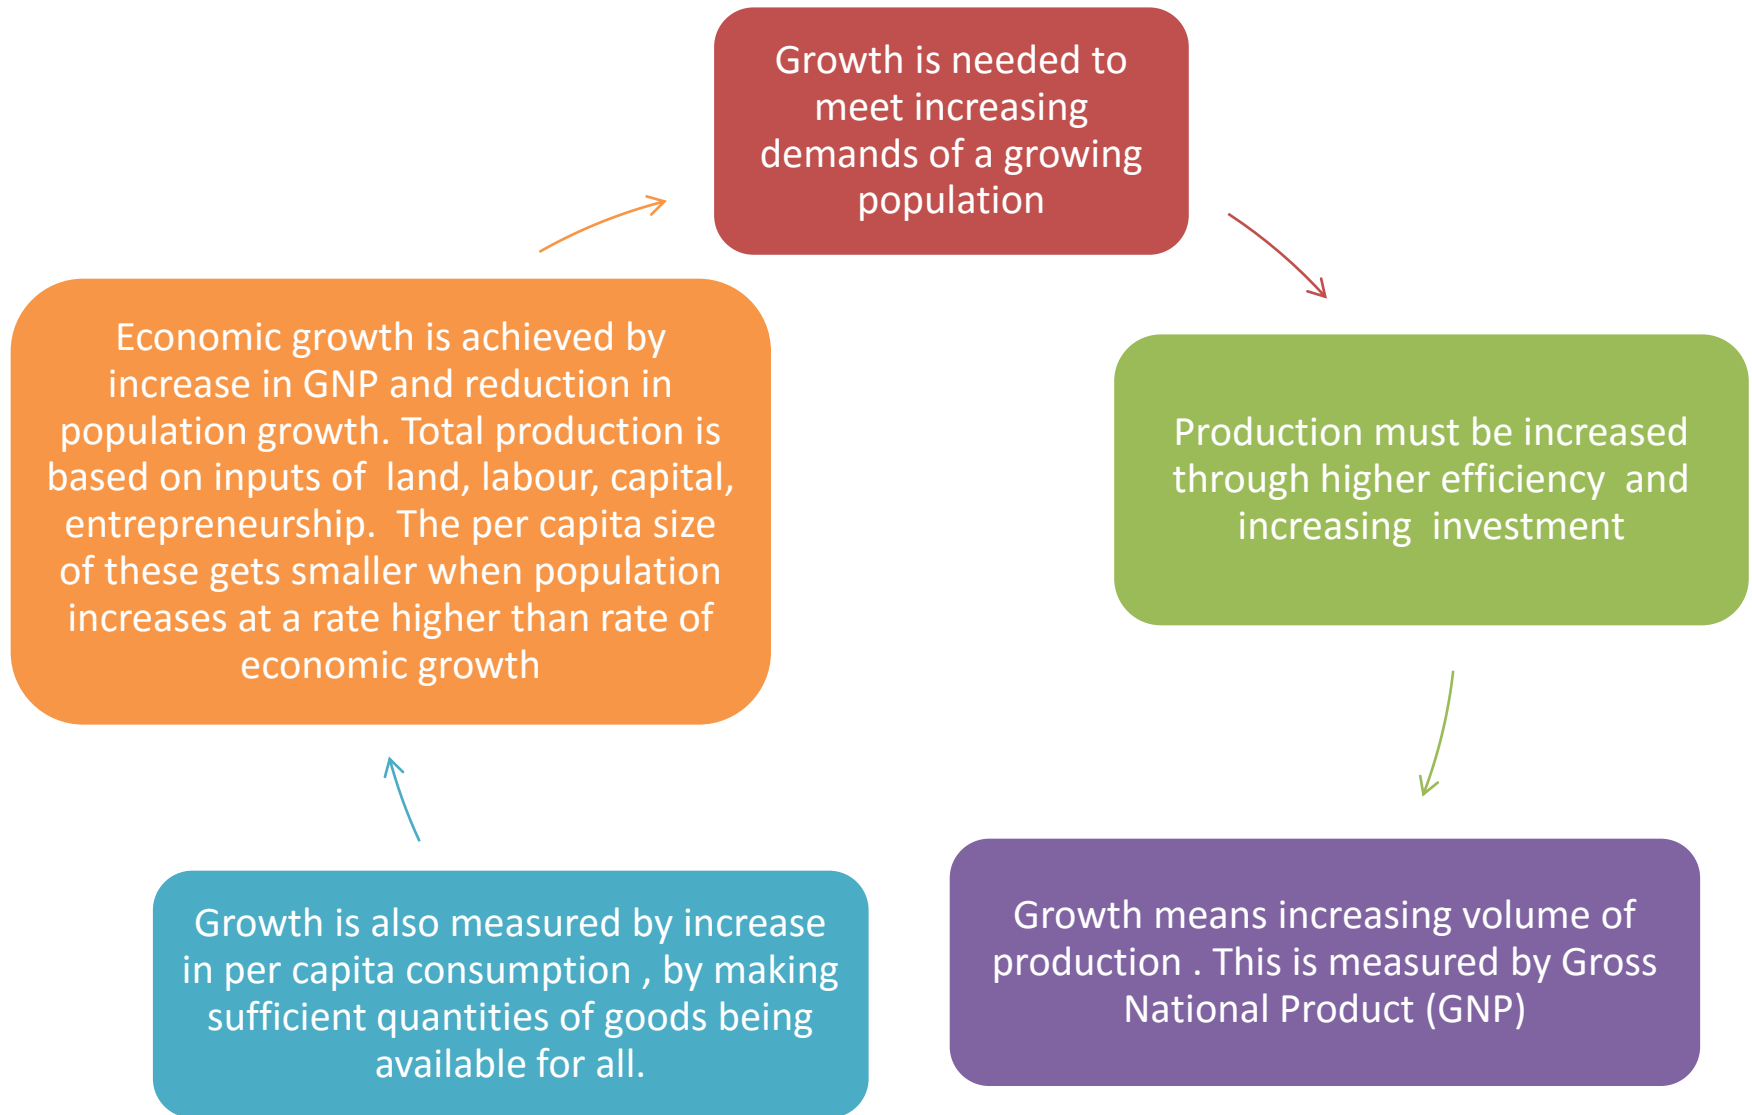 Growth is needed to
meet increasing
demands of a growing
population
Production must be increased
through higher efficiency  and
increasing  investment
Growth means increasing volume of
production . This is measured by Gross
National Product (GNP)
Growth is also measured by increase
in per capita consumption , by making
sufficient quantities of goods being
available for all.
Economic growth is achieved by
increase in GNP and reduction in
population growth. Total production is
based on inputs of  land, labour, capital,
entrepreneurship.  The per capita size
of these gets smaller when population
increases at a rate higher than rate of
economic growth